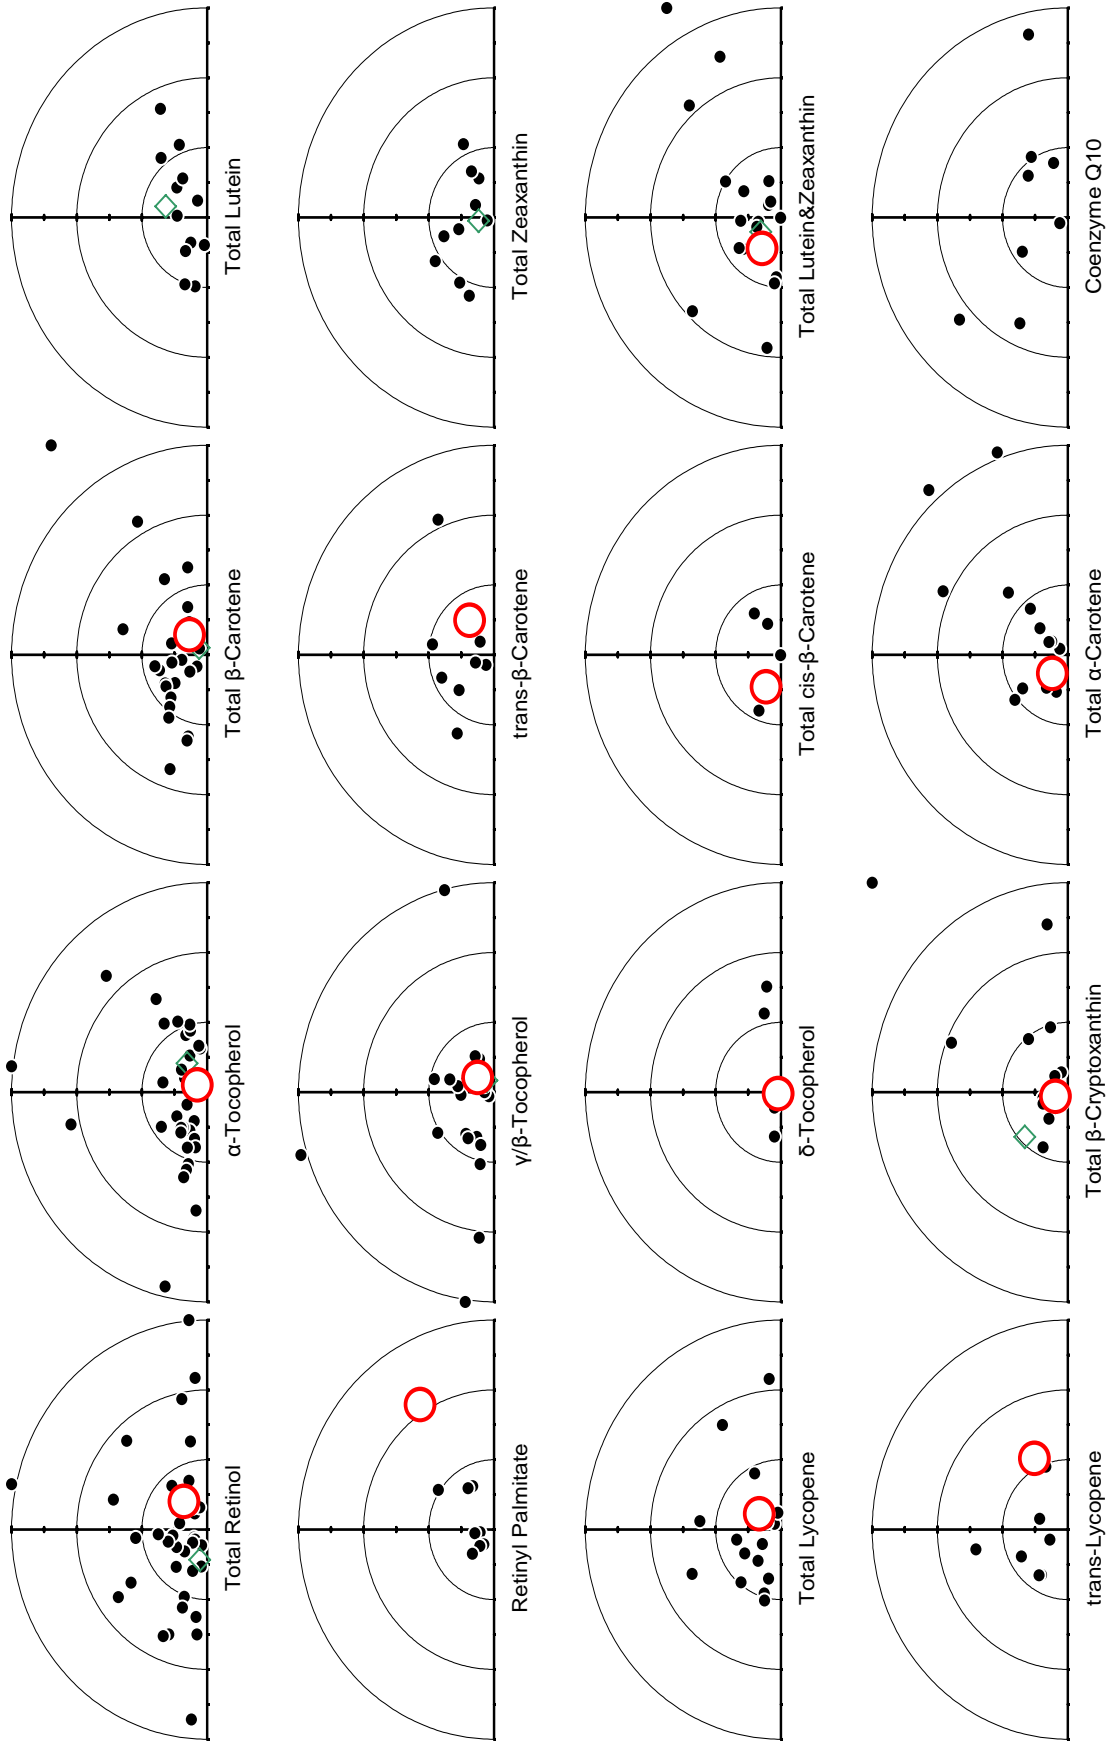 Total Retinol
α-Tocopherol
Total β-Carotene
Total Lutein
Retinyl Palmitate
γ/β-Tocopherol
trans-β-Carotene
Total Zeaxanthin
Total Lycopene
δ-Tocopherol
Total cis-β-Carotene
Total Lutein&Zeaxanthin
trans-Lycopene
Total β-Cryptoxanthin
Total α-Carotene
Coenzyme Q10